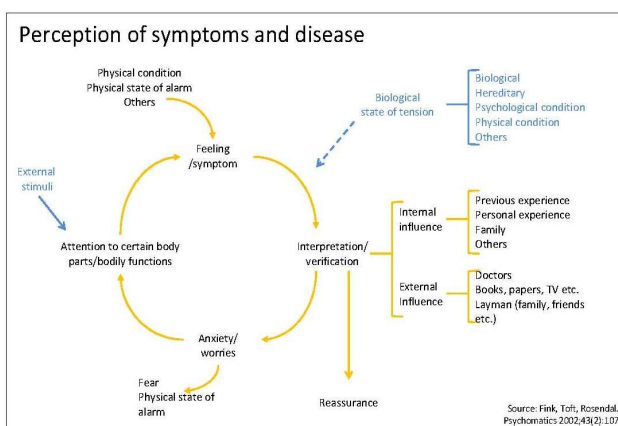 Perception of symptoms and disease
Physical condition
Physical state of alarm
Others
Biological
state of tension
Biological
Hereditary
Psychological condition
Physical condition
Others
Feeling
/symptom
External
stimuli
Attention to certain body
parts/bodily functions
Interpretation/
verification
Internal
influence
Previous experience
Personal experience
Family
Others
External
Influence
Doctors
Books, papers, TV etc.
Layman (family, friends
etc.)
Anxiety/
worries
Fear
Physical state of
alarm
Reassurance
Source: Fink, Toft, Rosendal.
Psychomatics 2002;43(2):107